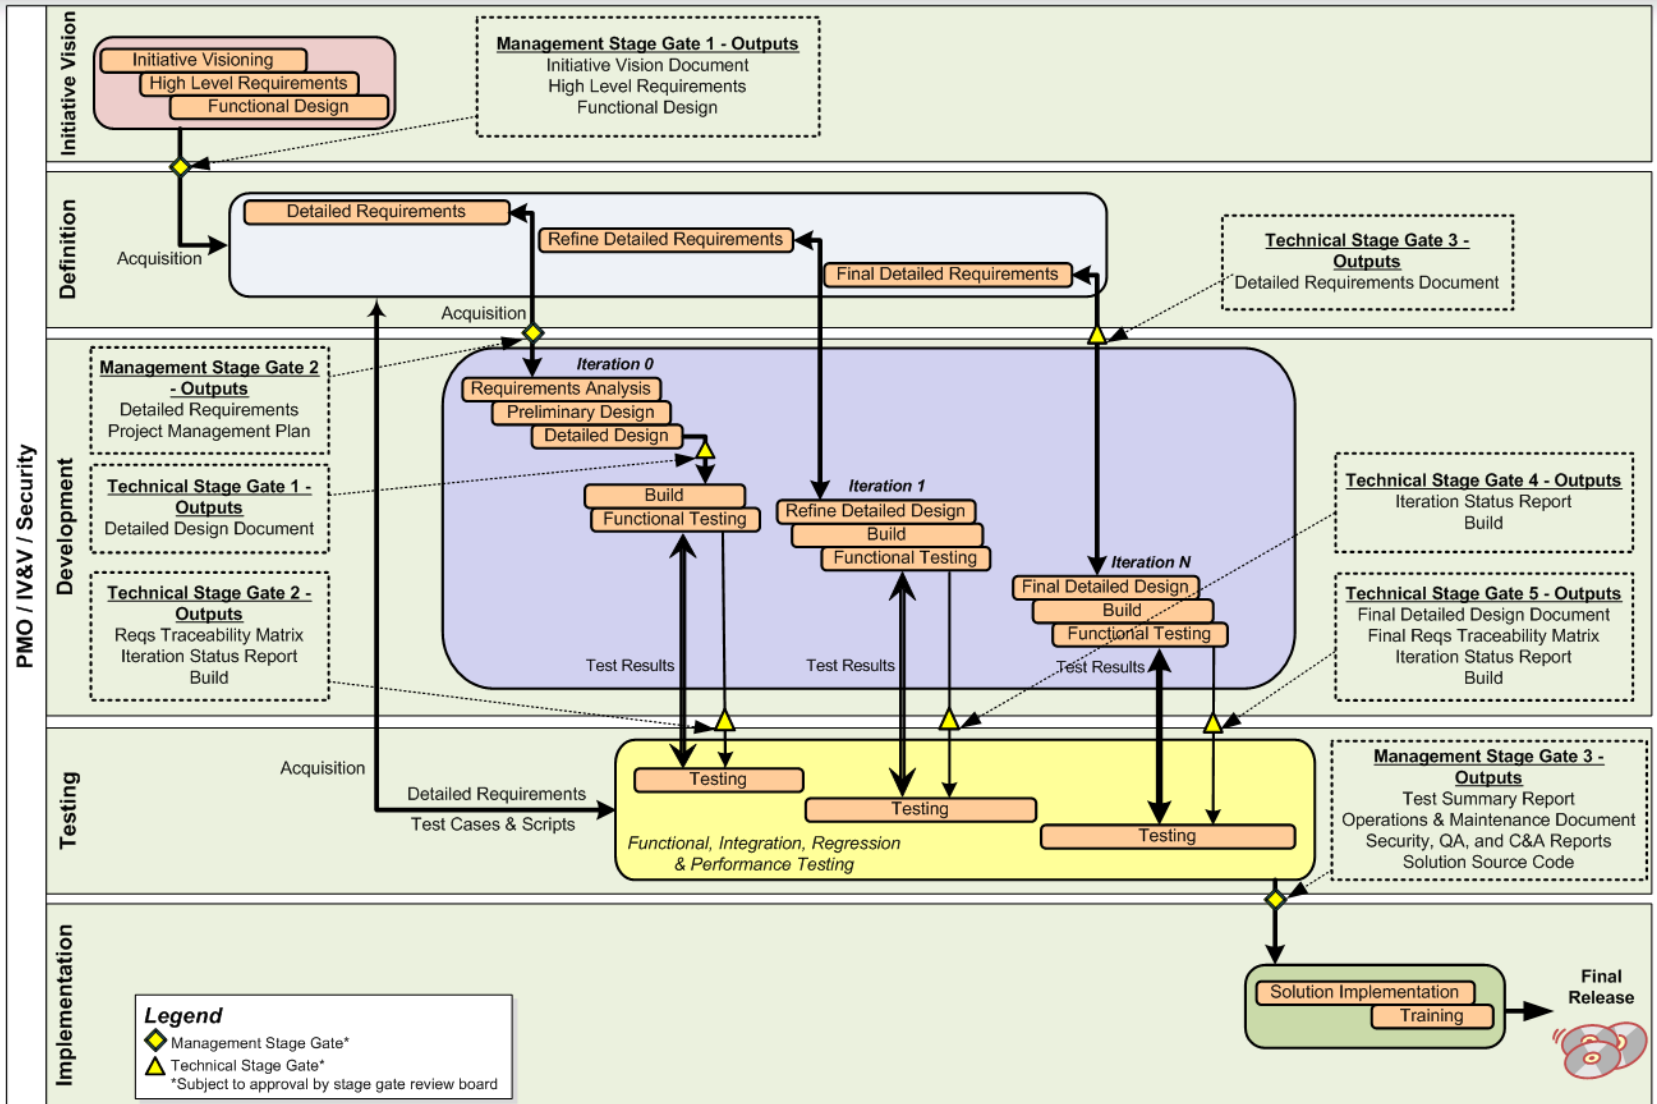 PMO / IV&V / Security
Initiative Vision
Initiative Visioning
High Level Requirements
Functional Design
Management Stage Gate 1 - Outputs
Initiative Vision Document
High Level Requirements
Functional Design
Definition
Acquisition
Detailed Requirements
Refine Detailed Requirements
Final Detailed Requirements
Acquisition
Technical Stage Gate 3 -
Outputs
Detailed Requirements Document
Development
Management Stage Gate 2
- Outputs
Detailed Requirements
Project Management Plan
Technical Stage Gate 1 -
Outputs
Detailed Design Document
Technical Stage Gate 2 -
Outputs
Reqs Traceability Matrix
Iteration Status Report
Build
Iteration 0
Requirements Analysis
Preliminary Design
Detailed Design
Build
Functional Testing
Test Results
Iteration 1
Refine Detailed Design
Build
Functional Testing
Test Results
Iteration N
Final Detailed Design
Build
Functional Testing
Test Results
Technical Stage Gate 4 - Outputs
Iteration Status Report
Build
Technical Stage Gate 5 - Outputs
Final Detailed Design Document
Final Reqs Traceability Matrix
Iteration Status Report
Build
Testing
Acquisition
Detailed Requirements
Test Cases & Scripts
Testing
Testing
Testing
Functional, Integration, Regression
& Performance Testing
Management Stage Gate 3 -
Outputs
Test Summary Report
Operations & Maintenance Document
Security, QA, and C&A Reports
Solution Source Code
Implementation
Legend
Management Stage Gate*
Technical Stage Gate*
*Subject to approval by stage gate review board
Solution Implementation
Training
Final
Release